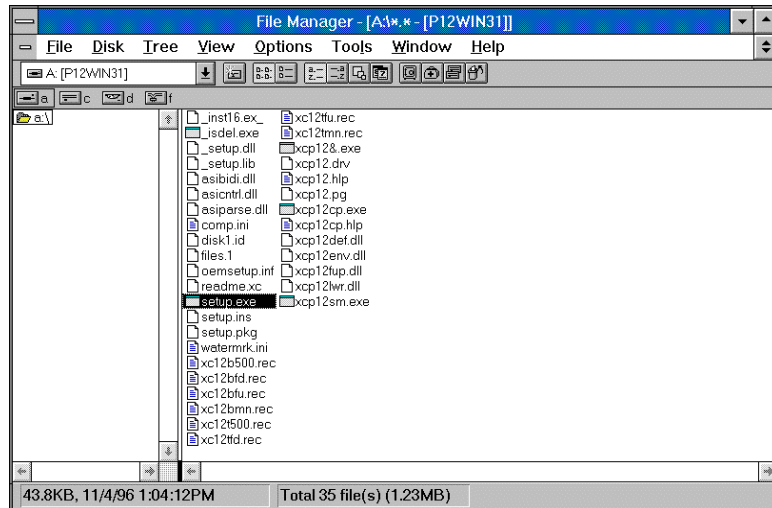 File Manager - [A:\*.* - [P12WIN31]]
File Disk Tree View Options Tools Window Help
A: [P12WIN31]
a c d f
a:\
_inst16.ex_
_isdel.exe
_setup.dll
_setup.lib
asibidi.dll
asicntrl.dll
asiparse.dll
comp.ini
disk1.id
files.1
oemsetup.inf
readme.xc
setup.exe
setup.ins
setup.pkg
watermrk.ini
xc12b500.rec
xc12bfd.rec
xc12bfu.rec
xc12bmn.rec
xc12t500.rec
xc12tfd.rec
xc12tfu.rec
xc12tmn.rec
xcp12&.exe
xcp12.drv
xcp12.hlp
xcp12.pg
xcp12cp.exe
xcp12cp.hlp
xcp12def.dll
xcp12env.dll
xcp12fup.dll
xcp12lwr.dll
xcp12sm.exe
43.8KB, 11/4/96 1:04:12PM
Total 35 file(s) (1.23MB)